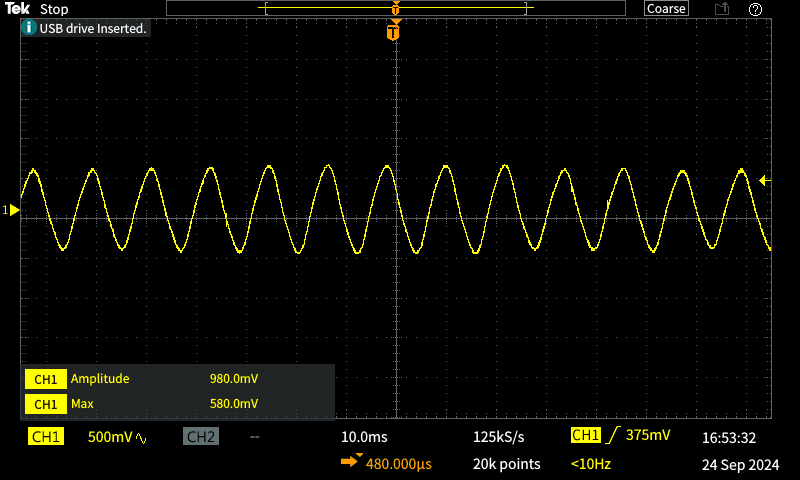 Tek Stop
T
Coarse
i USB drive Inserted.
T
1
CH1 Amplitude 980.0mV
CH1 Max 580.0mV
CH1 500mV CH2 -- 10.0ms 125kS/s CH1 375mV 16:53:32
480.000µs 20k points <10Hz 24 Sep 2024